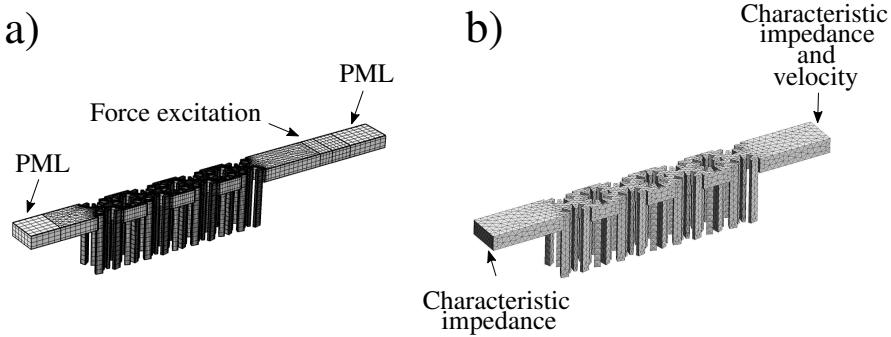 a)
PML
Force excitation
PML
b)
Characteristic
impedance
and
velocity
Characteristic
impedance